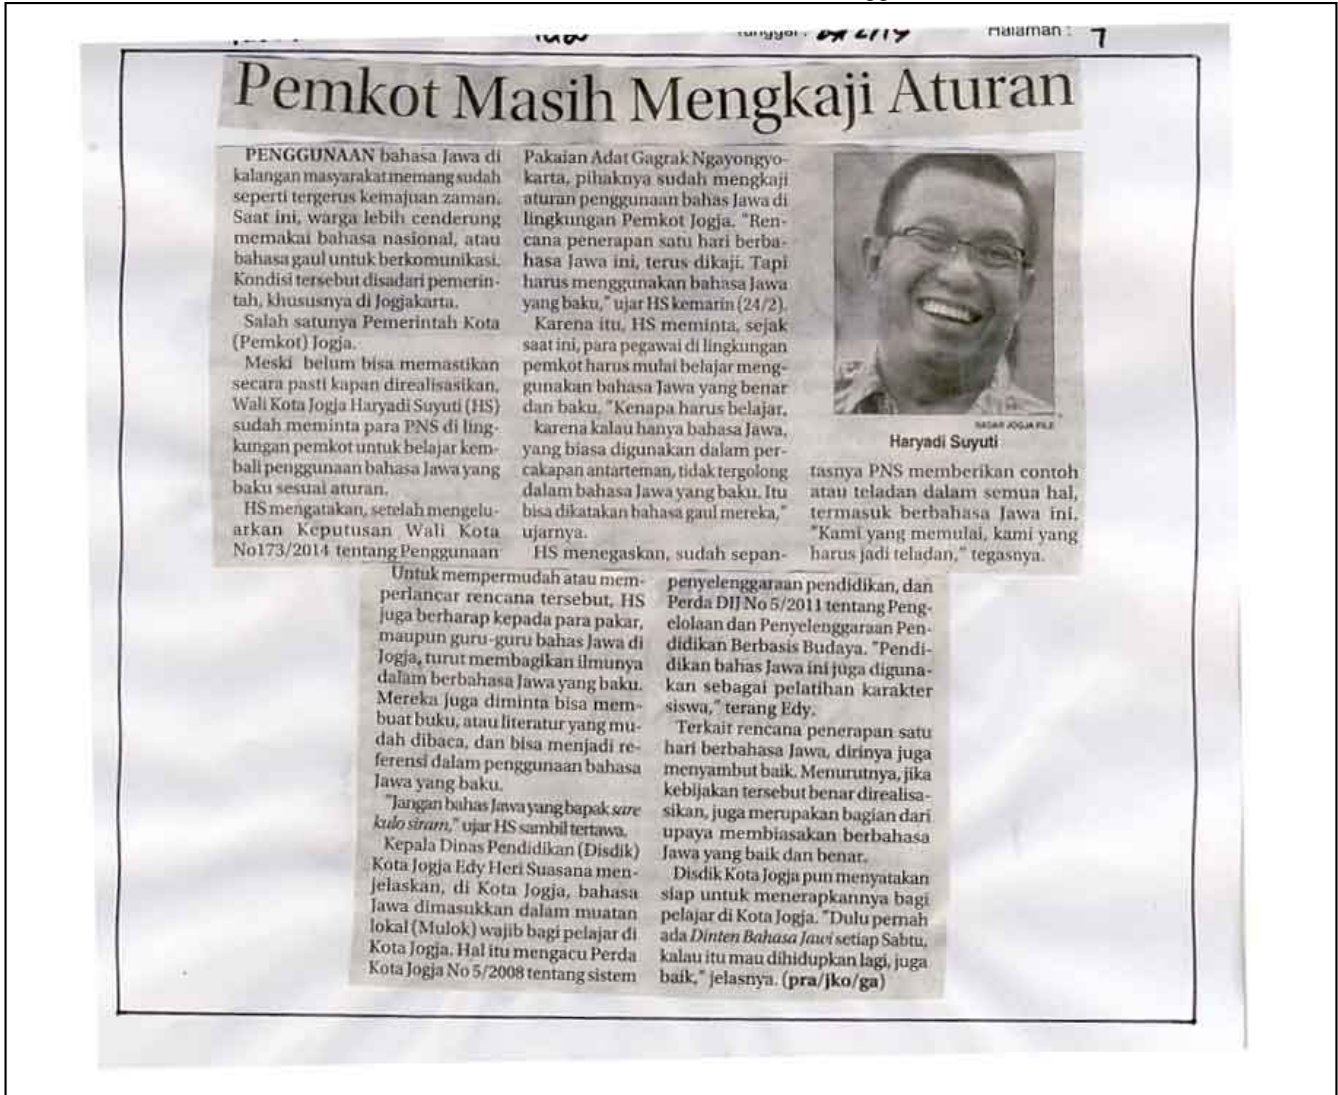 Halaman : 7
Pemkot Masih Mengkaji Aturan
PENGGUNAAN bahasa Jawa di
kalangan masyarakat memang sudah
seperti tergerus kemajuan zaman.
Saat ini, warga lebih cenderung
memakai bahasa nasional, atau
bahasa gaul untuk berkomunikasi.
Kondisi tersebut disadari pemerin-
tah, khususnya di Jogjakarta.
Salah satunya Pemerintah Kota
(Pemkot) Jogja.
Meski belum bisa memastikan
secara pasti kapan direalisasikan,
Wali Kota Jogja Haryadi Suyuti (HS)
sudah meminta para PNS di ling-
kungan pemkot untuk belajar kem-
bali penggunaan bahasa Jawa yang
baku sesuai aturan.
HS mengatakan, setelah mengelu-
arkan Keputusan Wali Kota
No173/2014 tentang Penggunaan
Pakaian Adat Gagrak Ngayongyo-
karta, pihaknya sudah mengkaji
aturan penggunaan bahas Jawa di
lingkungan Pemkot Jogja. "Ren-
cana penerapan satu hari berba-
hasa Jawa ini, terus dikaji. Tapi
harus menggunakan bahasa Jawa
yang baku," ujar HS kemarin (24/2).
Karena itu, HS meminta, sejak
saat ini, para pegawai di lingkungan
pemkot harus mulai belajar meng-
gunakan bahasa Jawa yang benar
dan baku. "Kenapa harus belajar,
karena kalau hanya bahasa Jawa,
yang biasa digunakan dalam per-
cakapan antarteman, tidak tergolong
dalam bahasa Jawa yang baku. Itu
bisa dikatakan bahasa gaul mereka,"
ujarnya.
HS menegaskan, sudah sepan-
RADAR JOGJA FILE
Haryadi Suyuti
tasnya PNS memberikan contoh
atau teladan dalam semua hal,
termasuk berbahasa Jawa ini.
"Kami yang memulai, kami yang
harus jadi teladan," tegasnya.
Untuk mempermudah atau mem-
perlancar rencana tersebut, HS
juga berharap kepada para pakar,
maupun guru-guru bahas Jawa di
Jogja, turut membagikan ilmunya
dalam berbahasa Jawa yang baku.
Mereka juga diminta bisa mem-
buat buku, atau literatur yang mu-
dah dibaca, dan bisa menjadi re-
ferensi dalam penggunaan bahasa
Jawa yang baku.
"Jangan bahas Jawa yang bapak sare
kulo siram," ujar HS sambil tertawa.
Kepala Dinas Pendidikan (Disdik)
Kota Jogja Edy Heri Suasana men-
jelaskan, di Kota Jogja, bahasa
Jawa dimasukkan dalam muatan
lokal (Mulok) wajib bagi pelajar di
Kota Jogja. Hal itu mengacu Perda
Kota Jogja No 5/2008 tentang sistem
penyelenggaraan pendidikan, dan
Perda DIJ No 5/2011 tentang Peng-
elolaan dan Penyelenggaraan Pen-
didikan Berbasis Budaya. "Pendi-
dikan bahas Jawa ini juga diguna-
kan sebagai pelatihan karakter
siswa," terang Edy.
Terkait rencana penerapan satu
hari berbahasa Jawa, dirinya juga
menyambut baik. Menurutnya, jika
kebijakan tersebut benar direalisa-
sikan, juga merupakan bagian dari
upaya membiasakan berbahasa
Jawa yang baik dan benar.
Disdik Kota Jogja pun menyatakan
siap untuk menerapkannya bagi
pelajar di Kota Jogja. "Dulu pernah
ada Dinten Bahasa Jawi setiap Sabtu,
kalau itu mau dihidupkan lagi, juga
baik," jelasnya. (pra/jko/ga)